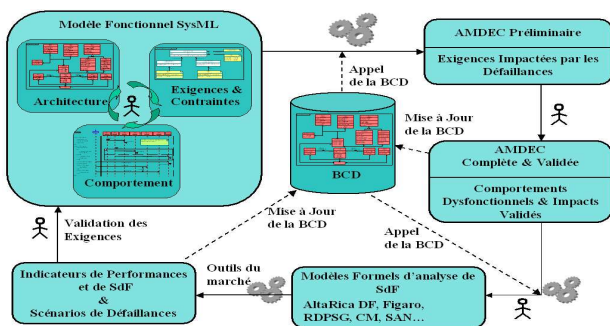 Modèle Fonctionnel SysML
Architecture
Exigences &
Contraintes
Comportement
AMDEC Préliminaire
Exigences Impactées par les
Défaillances
Appel
de la BCD
Mise à Jour
de la BCD
BCD
AMDEC
Complète & Validée
Comportements
Dysfonctionnels & Impacts
Validés
Validation des
Exigences
Mise à Jour
de la BCD
Appel
de la BCD
Indicateurs de Performances
et de SdF
&
Scénarios de Défaillances
Outils du
marché
Modèles Formels d'analyse de
SdF
AltaRica DF, Figaro,
RDPSG, CM, SAN…